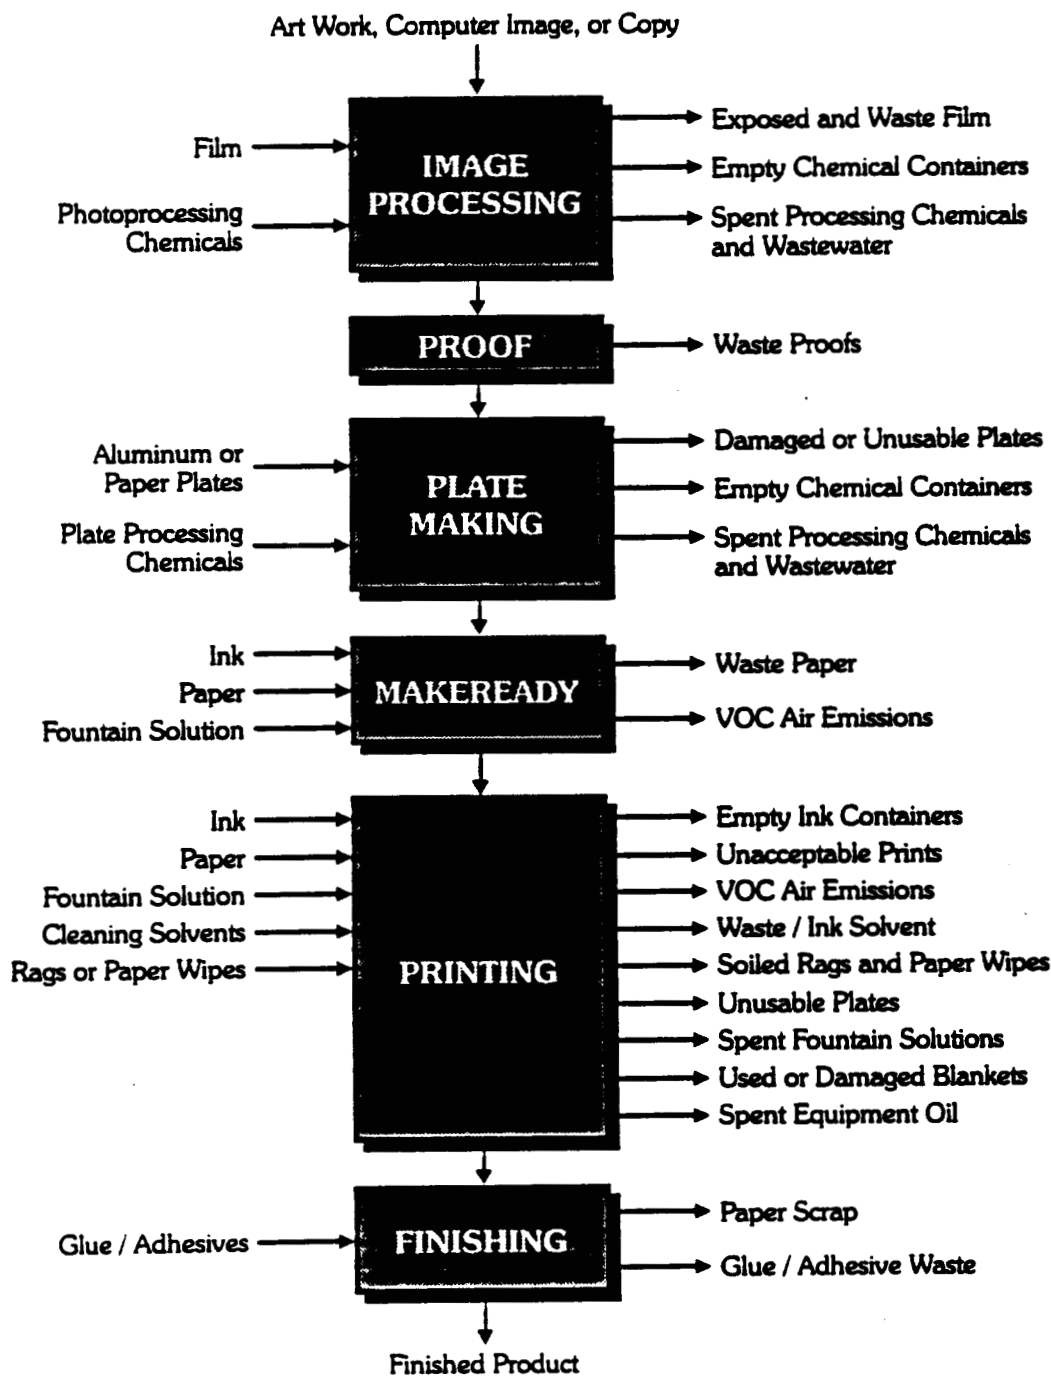 Art Work, Computer Image, or Copy
Film
Photoprocessing
Chemicals
IMAGE
PROCESSING
Exposed and Waste Film
Empty Chemical Containers
Spent Processing Chemicals
and Wastewater
PROOF
Waste Proofs
Aluminum or
Paper Plates
Plate Processing
Chemicals
PLATE
MAKING
Damaged or Unusable Plates
Empty Chemical Containers
Spent Processing Chemicals
and Wastewater
Ink
Paper
Fountain Solution
MAKEREADY
Waste Paper
VOC Air Emissions
Ink
Paper
Fountain Solution
Cleaning Solvents
Rags or Paper Wipes
PRINTING
Empty Ink Containers
Unacceptable Prints
VOC Air Emissions
Waste / Ink Solvent
Soiled Rags and Paper Wipes
Unusable Plates
Spent Fountain Solutions
Used or Damaged Blankets
Spent Equipment Oil
Glue / Adhesives
FINISHING
Paper Scrap
Glue / Adhesive Waste
Finished Product